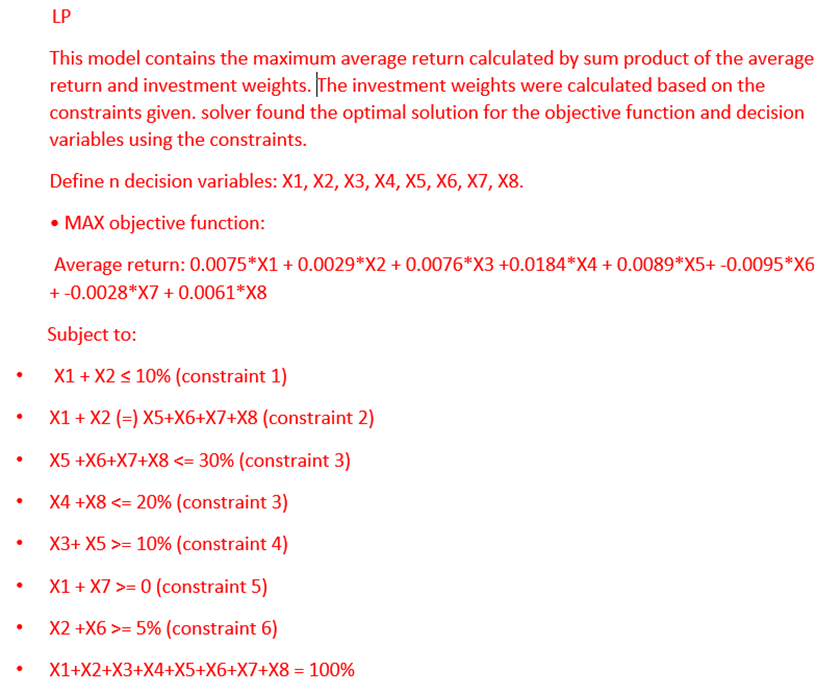 LP
This model contains the maximum average return calculated by sum product of the average
return and investment weights. The investment weights were calculated based on the
constraints given. solver found the optimal solution for the objective function and decision
variables using the constraints.
Define n decision variables: X1, X2, X3, X4, X5, X6, X7, X8.
• MAX objective function:
Average return: 0.0075*X1 + 0.0029*X2 + 0.0076*X3 +0.0184*X4 + 0.0089*X5+ -0.0095*X6
+ -0.0028*X7 + 0.0061*X8
Subject to:
• X1 + X2 ≤ 10% (constraint 1)
• X1 + X2 (=) X5+X6+X7+X8 (constraint 2)
• X5 +X6+X7+X8 <= 30% (constraint 3)
• X4 +X8 <= 20% (constraint 3)
• X3+ X5 >= 10% (constraint 4)
• X1 + X7 >= 0 (constraint 5)
• X2 +X6 >= 5% (constraint 6)
• X1+X2+X3+X4+X5+X6+X7+X8 = 100%